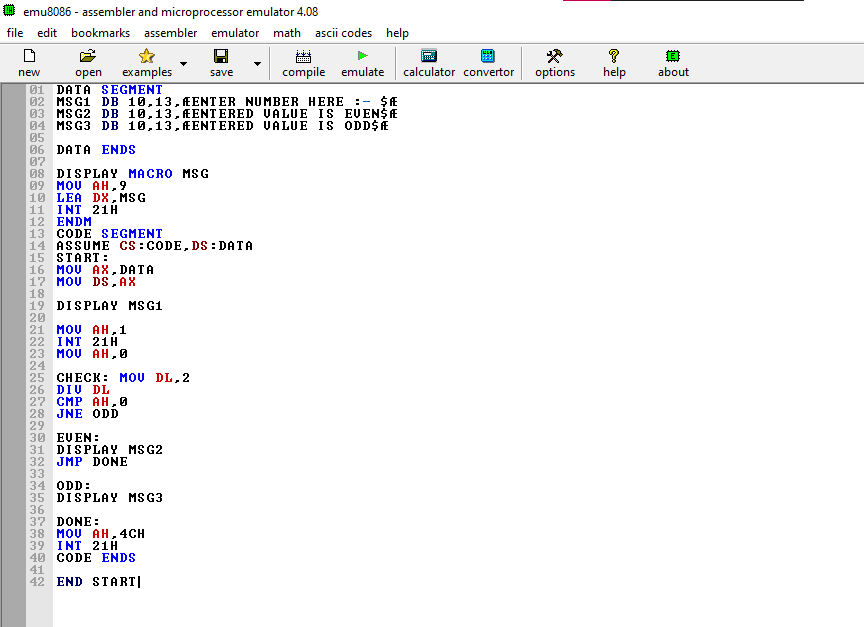 emu8086 - assembler and microprocessor emulator 4.08
file edit bookmarks assembler emulator math ascii codes help
new open examples save compile emulate calculator convertor options help about
01 DATA SEGMENT
02 MSG1 DB 10,13,ÆENTER NUMBER HERE :- $Æ
03 MSG2 DB 10,13,ÆENTERED VALUE IS EVEN$Æ
04 MSG3 DB 10,13,ÆENTERED VALUE IS ODD$Æ
05
06 DATA ENDS
07
08 DISPLAY MACRO MSG
09 MOV AH,9
10 LEA DX,MSG
11 INT 21H
12 ENDM
13 CODE SEGMENT
14 ASSUME CS:CODE,DS:DATA
15 START:
16 MOV AX,DATA
17 MOV DS,AX
18
19 DISPLAY MSG1
20
21 MOV AH,1
22 INT 21H
23 MOV AH,0
24
25 CHECK: MOV DL,2
26 DIV DL
27 CMP AH,0
28 JNE ODD
29
30 EVEN:
31 DISPLAY MSG2
32 JMP DONE
33
34 ODD:
35 DISPLAY MSG3
36
37 DONE:
38 MOV AH,4CH
39 INT 21H
40 CODE ENDS
41
42 END START